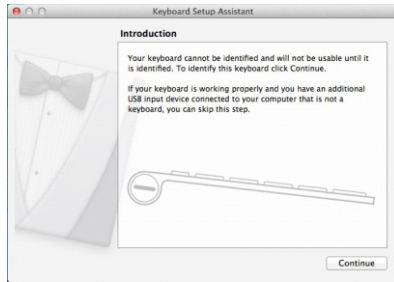 Keyboard Setup Assistant
Introduction
Your keyboard cannot be identified and will not be usable until it
is identified. To identify this keyboard click Continue.
If your keyboard is working properly and you have an additional
USB input device connected to your computer that is not a
keyboard, you can skip this step.
Continue